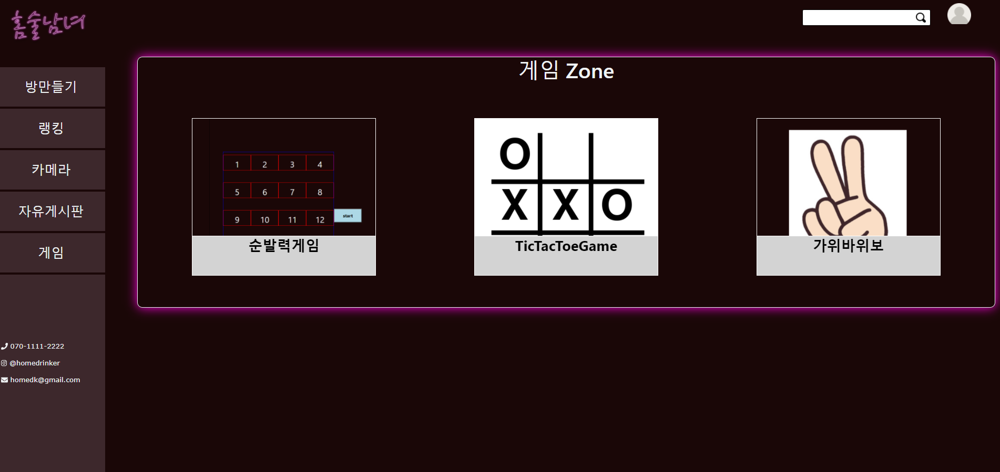 홈술남녀
방만들기
랭킹
카메라
자유게시판
게임
070-1111-2222
@homedrinker
homedk@gmail.com
게임 Zone
1 2 3 4
5 6 7 8
9 10 11 12
start
순발력게임
O
X X O
TicTacToeGame
가위바위보